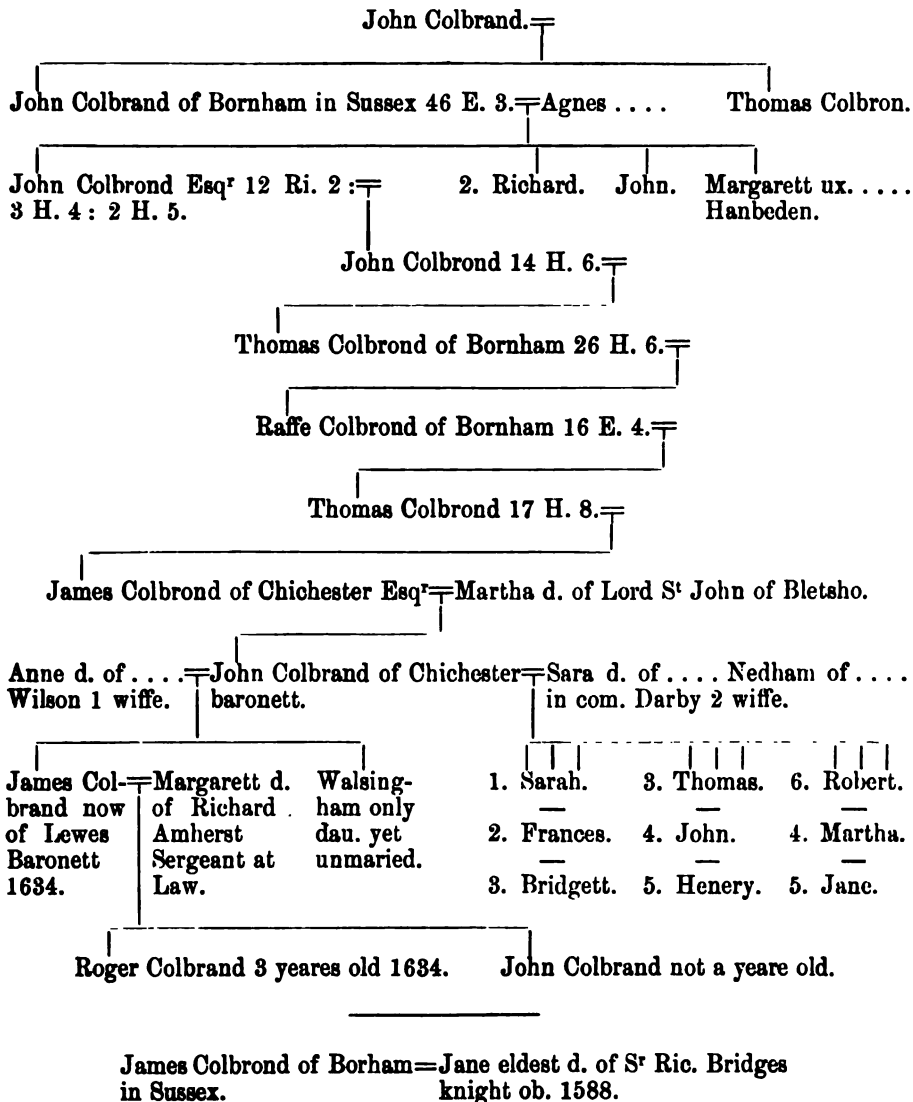 John Colbrand.
John Colbrand of Bornham in Sussex 46 E. 3.=Agnes .... Thomas Colbron.
John Colbrond Esqʳ 12 Ri. 2 := 2. Richard. John. Margarett ux. .....
3 H. 4 : 2 H. 5. Hanbeden.
John Colbrond 14 H. 6.
Thomas Colbrond of Bornham 26 H. 6.
Raffe Colbrond of Bornham 16 E. 4.
Thomas Colbrond 17 H. 8.
James Colbrond of Chichester Esqʳ=Martha d. of Lord Sᵗ John of Bletsho.
Anne d. of ....=John Colbrand of Chichester=Sara d. of .... Nedham of ....
Wilson 1 wiffe. baronett. in com. Darby 2 wiffe.
James Col-=Margarett d. Walsing- 1. Sarah. 3. Thomas. 6. Robert.
brand now of Richard ham only
of Lewes Amherst dau. yet 2. Frances. 4. John. 4. Martha.
Baronett Sergeant at unmaried.
1634. Law. 3. Bridgett. 5. Henery. 5. Jane.
Roger Colbrand 3 yeares old 1634. John Colbrand not a yeare old.
James Colbrond of Borham=Jane eldest d. of Sʳ Ric. Bridges
in Sussex. knight ob. 1588.